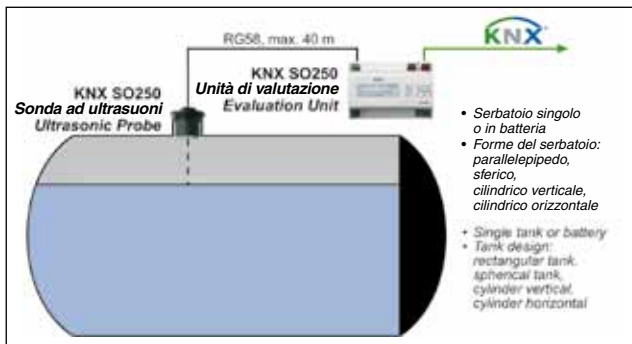 RG58, max. 40 m
KNX
KNX SO250
Sonda ad ultrasuoni
Ultrasonic Probe
KNX SO250
Unità di valutazione
Evaluation Unit
• Serbatoio singolo
o in batteria
• Forme del serbatoio:
parallelepipedo,
sferico,
cilindrico verticale,
cilindrico orizzontale
• Single tank or battery
• Tank design:
rectangular tank,
spherical tank,
cylinder vertical,
cylinder horizontal